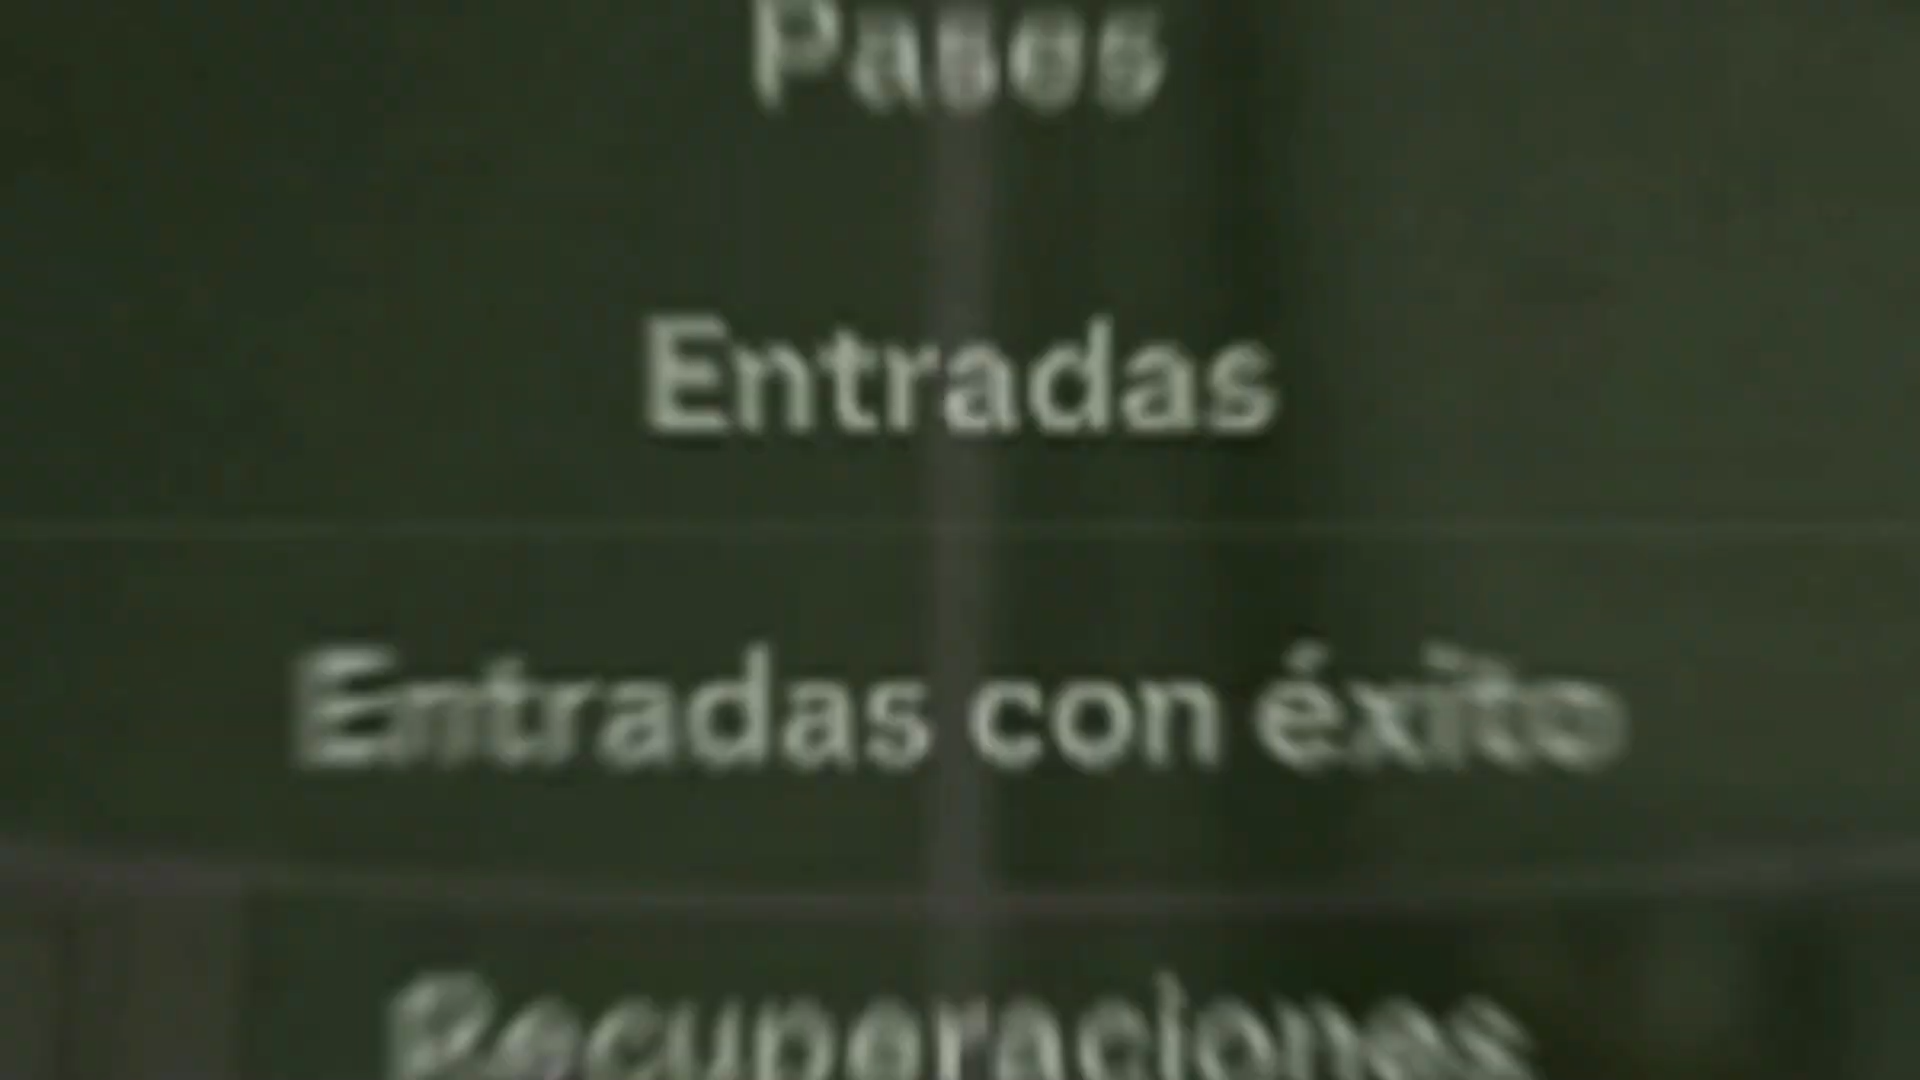 Pases
Entradas
Entradas con éxito
Recuperaciones